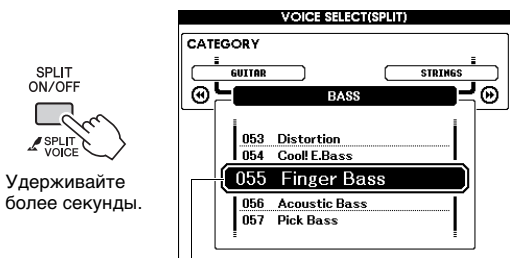 VOICE SELECT(SPLIT)
CATEGORY
GUITAR
STRINGS
BASS
053 Distortion
054 Cool! E.Bass
055 Finger Bass
056 Acoustic Bass
057 Pick Bass
SPLIT
ON/OFF
SPLIT
VOICE
Удерживайте
более секунды.